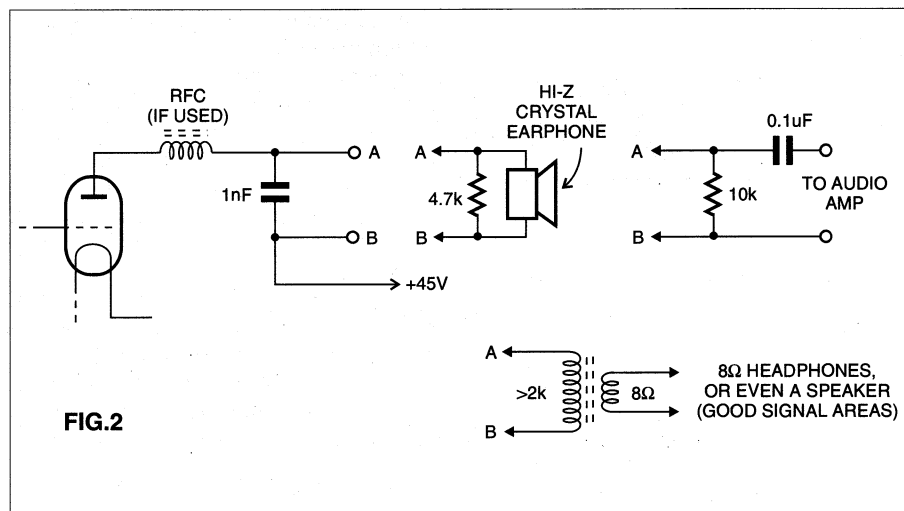 RFC
(IF USED)
1nF
A
B
+45V
HI-Z
CRYSTAL
EARPHONE
A
4.7k
B
0.1uF
A
10k
B
TO AUDIO
AMP
A
>2k
B
8Ω
8Ω HEADPHONES,
OR EVEN A SPEAKER
(GOOD SIGNAL AREAS)
FIG.2